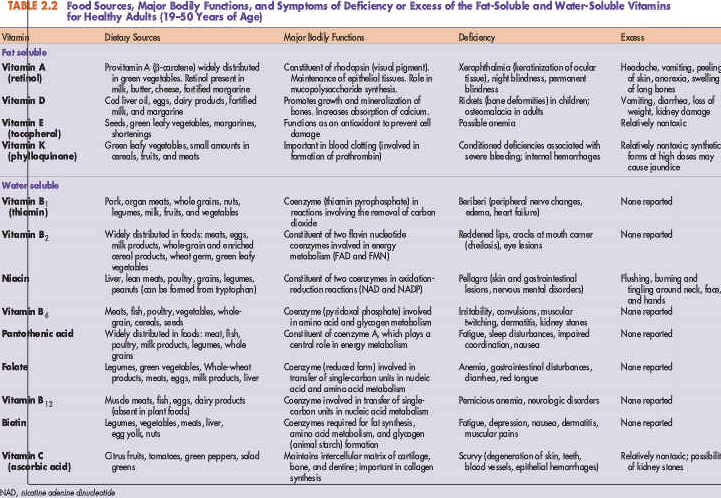 TABLE 2.2 Food Sources, Major Bodily Functions, and Symptoms of Deficiency or Excess of the Fat-Soluble and Water-Soluble Vitamins
for Healthy Adults (19–50 Years of Age)
Vitamin Dietary Sources Major Bodily Functions Deficiency Excess
Fat soluble
Vitamin A Provitamin A (β-carotene) widely distributed Constituent of rhodopsin (visual pigment). Xerophthalmia (keratinization of ocular Headache, vomiting, peeling
(retinol) in green vegetables. Retinal present in Maintenance of epithelial tissues. Role in tissue), night blindness, permanent of skin, anorexia, swelling
milk, butter, cheese, fortified margarine mucopolysaccharide synthesis. blindness of long bones
Vitamin D Cod liver oil, eggs, dairy products, fortified Promotes growth and mineralization of Rickets (bone deformities) in children; Vomiting, diarrhea, loss of
milk, and margarine bones. Increases absorption of calcium. osteomalacia in adults weight, kidney damage
Vitamin E Seeds, green leafy vegetables, margarines, Functions as an antioxidant to prevent cell Possible anemia Relatively nontoxic
(tocopherol) shortenings damage
Vitamin K Green leafy vegetables, small amounts in Important in blood clotting (involved in Conditioned deficiencies associated with Relatively nontoxic; synthetic
(phylloquinone) cereals, fruits, and meats formation of prothrombin) severe bleeding; internal hemorrhages forms at high doses may
cause jaundice
Water soluble
Vitamin B1 Pork, organ meats, whole grains, nuts, Coenzyme (thiamin pyrophosphate) in Beriberi (peripheral nerve changes, None reported
(thiamin) legumes, milk, fruits, and vegetables reactions involving the removal of carbon edema, heart failure)
dioxide
Vitamin B2 Widely distributed in foods: meats, eggs, Constituent of two flavin nucleotide Reddened lips, cracks at mouth corner None reported
milk products, whole-grain and enriched coenzymes involved in energy (cheilosis), eye lesions
cereal products, wheat germ, green leafy metabolism (FAD and FMN)
vegetables
Niacin Liver, lean meats, poultry, grains, legumes, Constituent of two coenzymes in oxidation- Pellagra (skin and gastrointestinal Flushing, burning and
peanuts (can be formed from tryptophan) reduction reactions (NAD and NADP) lesions, nervous mental disorders) tingling around neck, face,
and hands
Vitamin B6 Meats, fish, poultry, vegetables, whole- Coenzyme (pyridoxal phosphate) involved Irritability, convulsions, muscular None reported
grain, cereals, seeds in amino acid and glycogen metabolism twitching, dermatitis, kidney stones
Pantothenic acid Widely distributed in foods: meat, fish, Constituent of coenzyme A, which plays a Fatigue, sleep disturbances, impaired None reported
poultry, milk products, legumes, whole central role in energy metabolism coordination, nausea
grains
Folate Legumes, green vegetables, Whole-wheat Coenzyme (reduced form) involved in Anemia, gastrointestinal disturbances, None reported
products, meats, eggs, milk products, liver transfer of single-carbon units in nucleic diarrhea, red tongue
acid and amino acid metabolism
Vitamin B12 Muscle meats, fish, eggs, dairy products Coenzyme involved in transfer of single- Pernicious anemia, neurologic disorders None reported
(absent in plant foods) carbon units in nucleic acid metabolism
Biotin Legumes, vegetables, meats, liver, Coenzymes required for fat synthesis, Fatigue, depression, nausea, dermatitis, None reported
egg yolk, nuts amino acid metabolism, and glycogen muscular pains
(animal starch) formation
Vitamin C Citrus fruits, tomatoes, green peppers, salad Maintains intercellular matrix of cartilage, Scurvy (degeneration of skin, teeth, Relatively nontoxic; possibili
(ascorbic acid) greens bone, and dentine; important in collagen blood vessels, epithelial hemorrhages) of kidney stones
synthesis
NAD, nicotine adenine dinucleotide